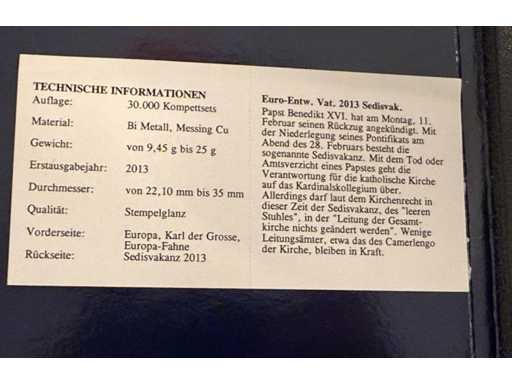 TECHNISCHE INFORMATIONEN
Auflage: 30.000 Kompettsets
Material: Bi Metall, Messing Cu
Gewicht: von 9,45 g bis 25 g
Erstausgabejahr: 2013
Durchmesser: von 22,10 mm bis 35 mm
Qualität: Stempelglanz
Vorderseite: Europa, Karl der Grosse,
Europa-Fahne
Rückseite: Sedisvakanz 2013
Euro-Entw. Vat. 2013 Sedisvak.
Papst Benedikt XVI. hat am Montag, 11.
Februar seinen Rückzug angekündigt. Mit
der Niederlegung seines Pontifikats am
Abend des 28. Februars besteht die
sogenannte Sedisvakanz. Mit dem Tod oder
Amtsverzicht eines Papstes geht die
Verantwortung für die katholische Kirche
auf das Kardinalskollegium über.
Allerdings darf laut dem Kirchenrecht in
dieser Zeit der Sedisvakanz, des "leeren
Stuhles", in der "Leitung der Gesamt-
kirche nichts geändert werden". Wenige
Leitungsämter, etwa das des Camerlengo
der Kirche, bleiben in Kraft.